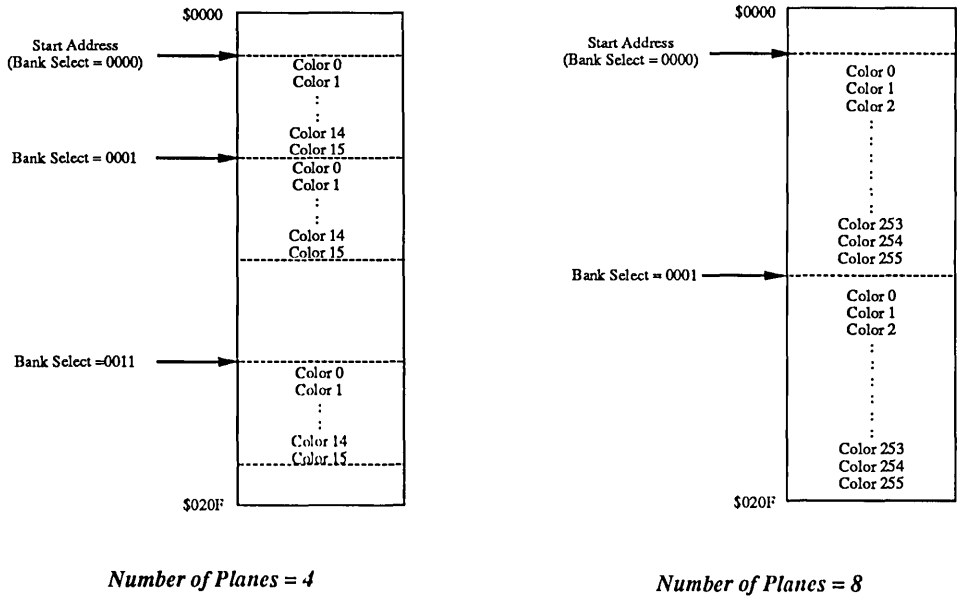 $0000
Start Address
(Bank Select = 0000)
Color 0
Color 1
Color 14
Color 15
Bank Select = 0001
Color 0
Color 1
Color 14
Color 15
Bank Select =0011
Color 0
Color 1
Color 14
Color 15
$020F
Number of Planes = 4
$0000
Start Address
(Bank Select = 0000)
Color 0
Color 1
Color 2
Color 253
Color 254
Color 255
Bank Select = 0001
Color 0
Color 1
Color 2
Color 253
Color 254
Color 255
$020F
Number of Planes = 8